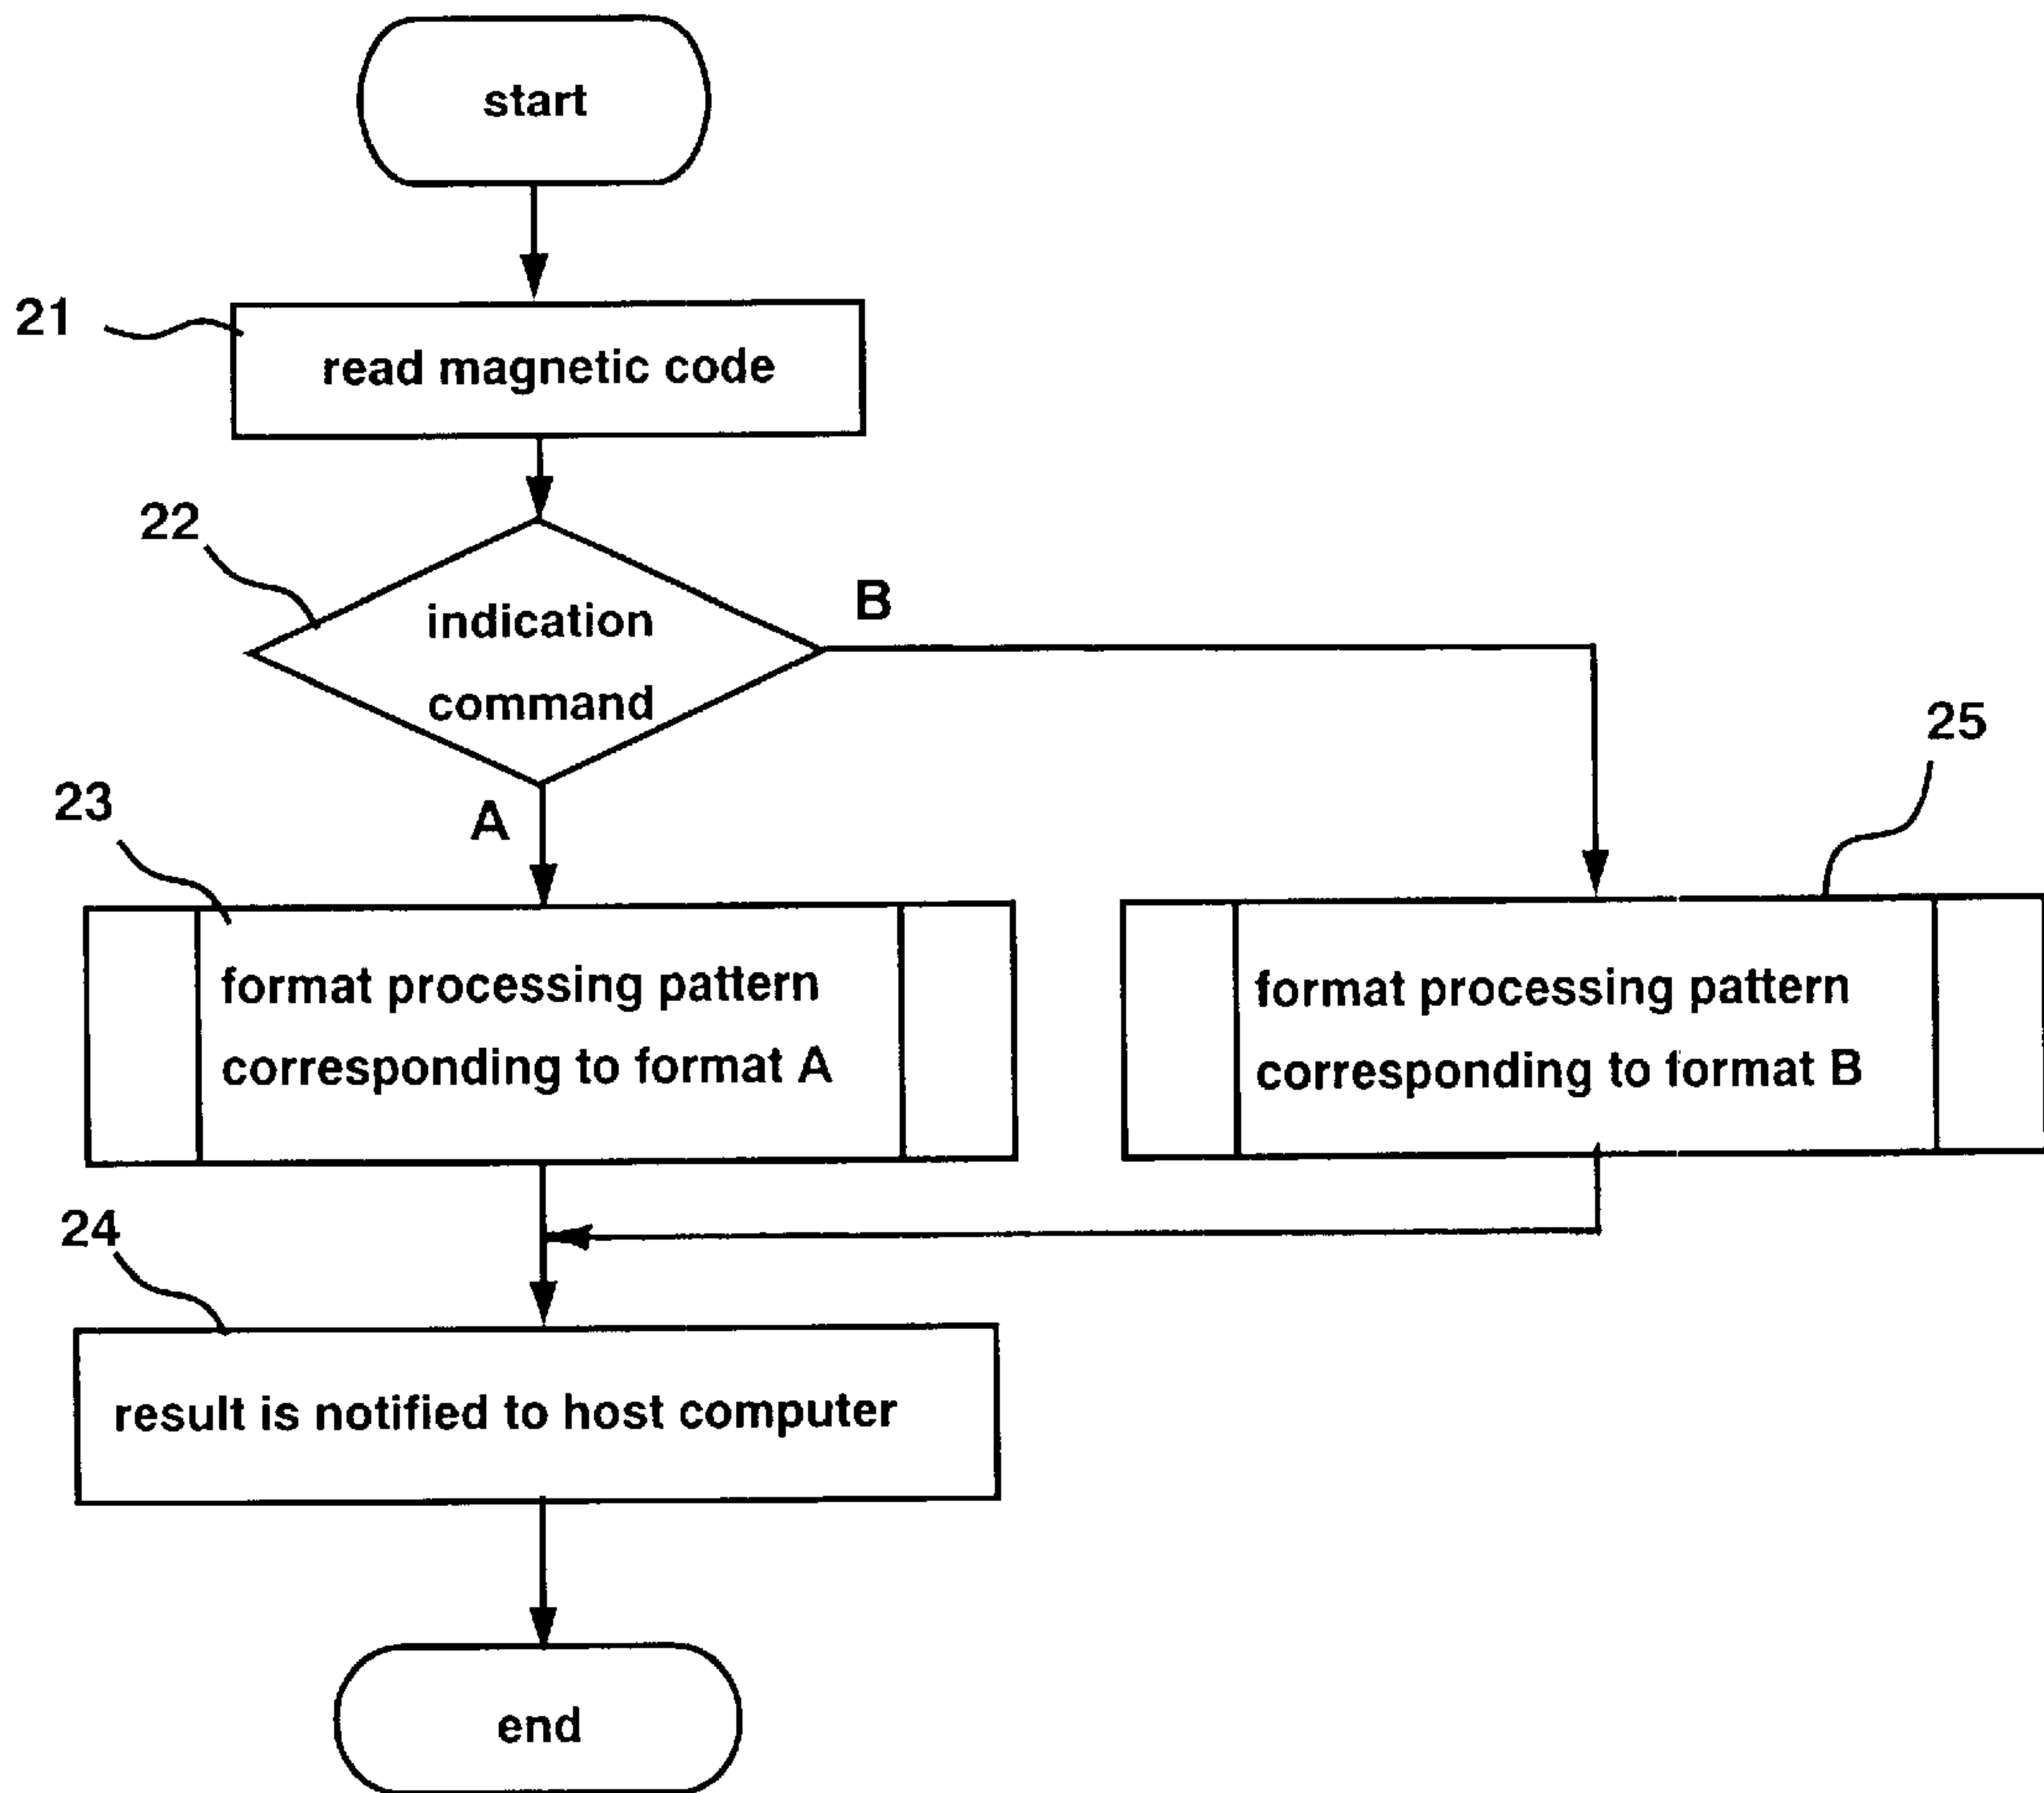 start
21
read magnetic code
22
indication
command
B
A
23
format processing pattern
corresponding to format A
25
format processing pattern
corresponding to format B
24
result is notified to host computer
end